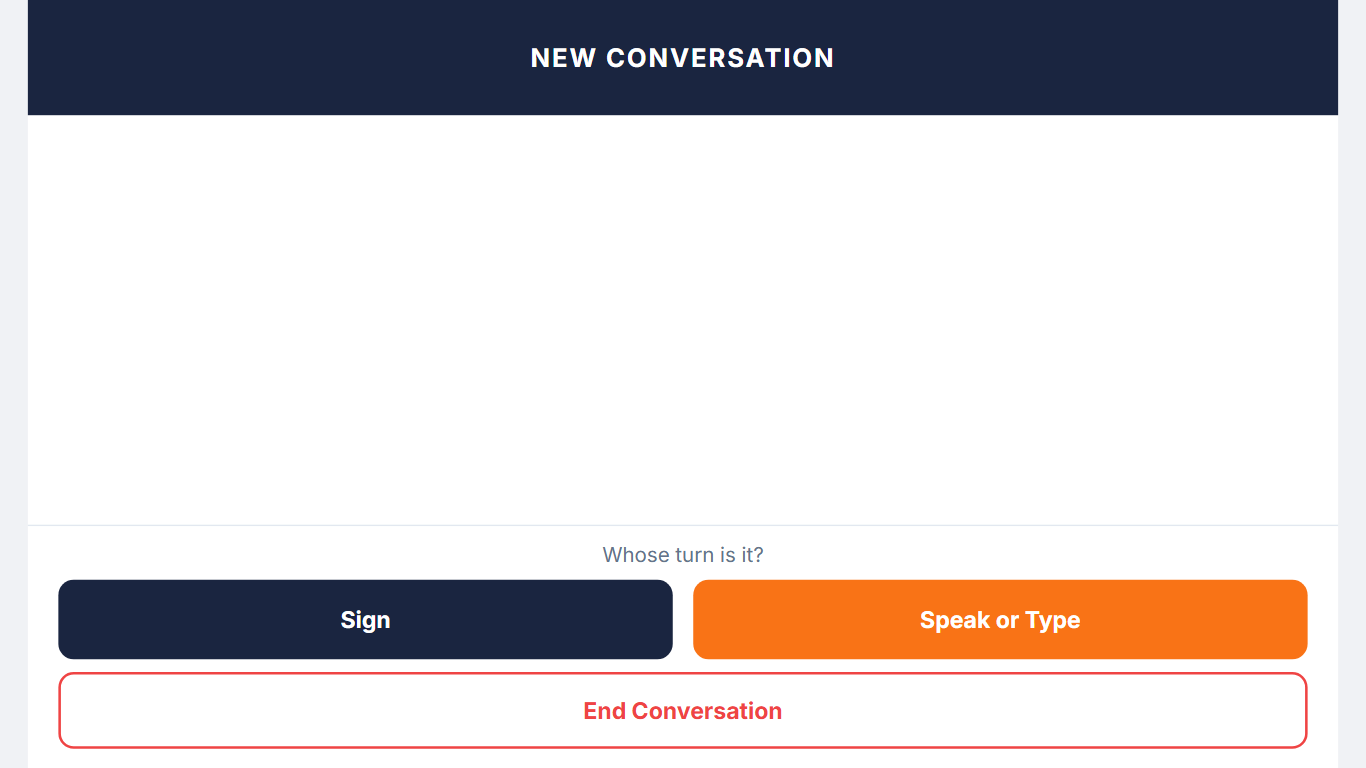 NEW CONVERSATION
Whose turn is it?
Sign
Speak or Type
End Conversation